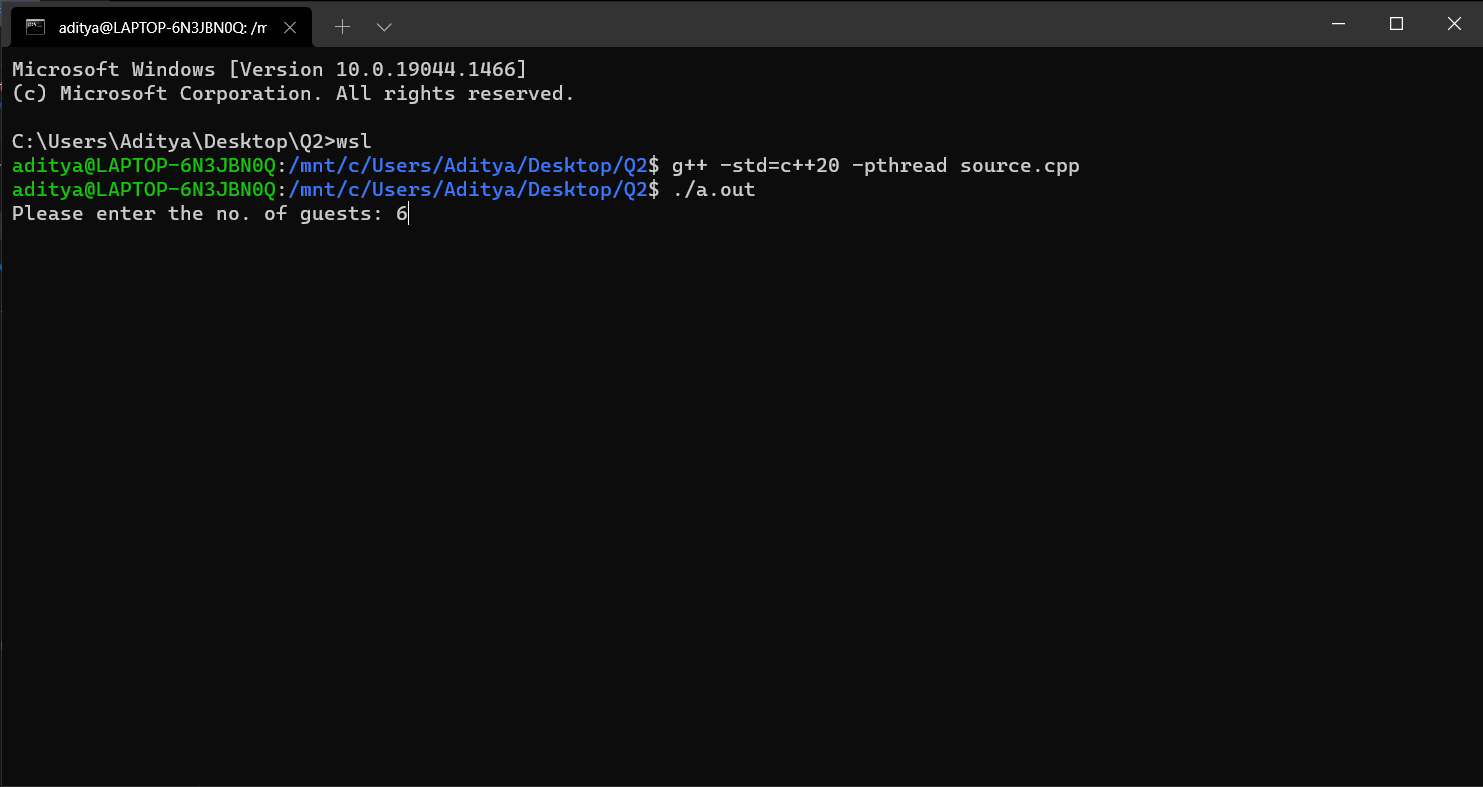 aditya@LAPTOP-6N3JBN0Q: /m
Microsoft Windows [Version 10.0.19044.1466]
(c) Microsoft Corporation. All rights reserved.
C:\Users\Aditya\Desktop\Q2>wsl
aditya@LAPTOP-6N3JBN0Q:/mnt/c/Users/Aditya/Desktop/Q2$ g++ -std=c++20 -pthread source.cpp
aditya@LAPTOP-6N3JBN0Q:/mnt/c/Users/Aditya/Desktop/Q2$ ./a.out
Please enter the no. of guests: 6